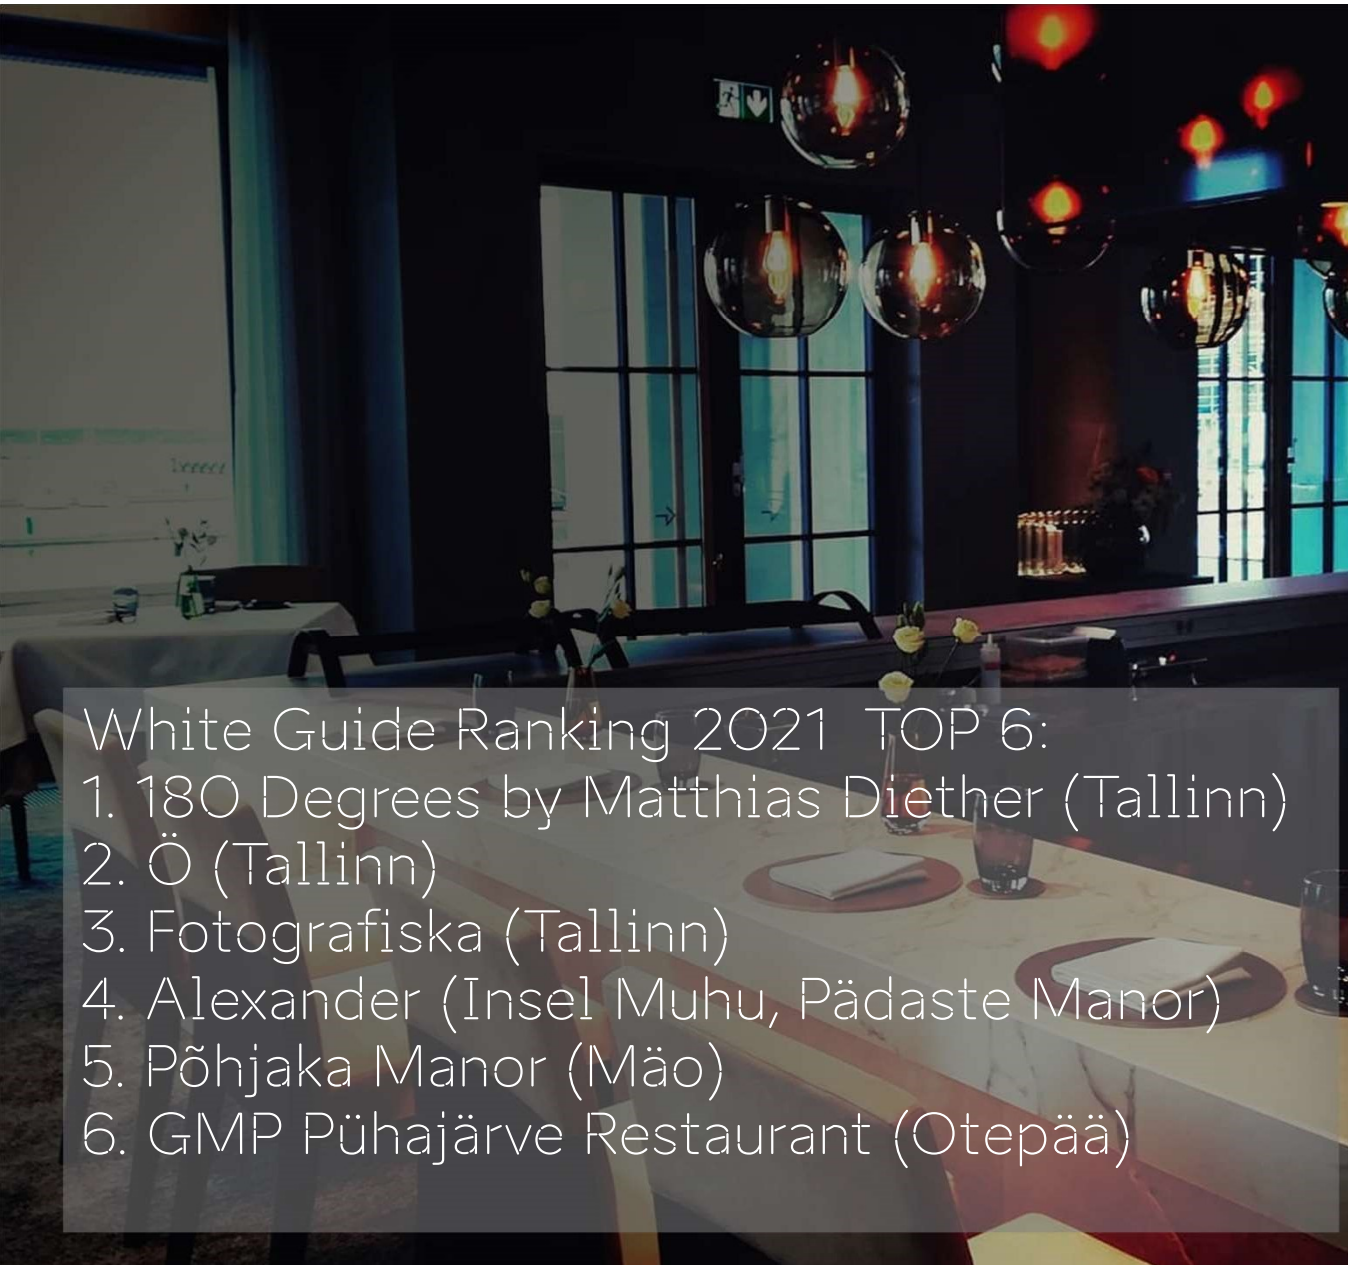 White Guide Ranking 2021 TOP 6:
1. 180 Degrees by Matthias Diether (Tallinn)
2. Ö (Tallinn)
3. Fotografiska (Tallinn)
4. Alexander (Insel Muhu, Pädaste Manor)
5. Põhjaka Manor (Mäo)
6. GMP Pühajärve Restaurant (Otepää)